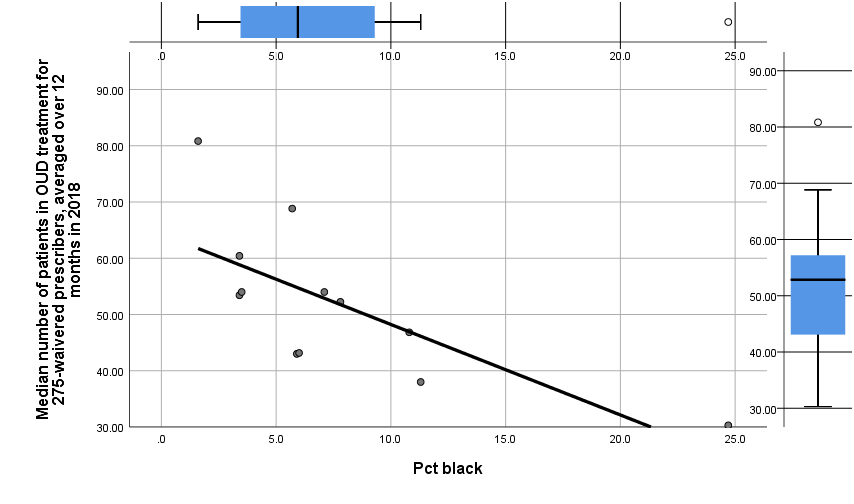 .0 5.0 10.0 15.0 20.0 25.0
Median number of patients in OUD treatment for
275-waivered prescribers, averaged over 12
months in 2018
90.00
80.00
70.00
60.00
50.00
40.00
30.00
90.00
80.00
70.00
60.00
50.00
40.00
30.00
.0 5.0 10.0 15.0 20.0 25.0
Pct black